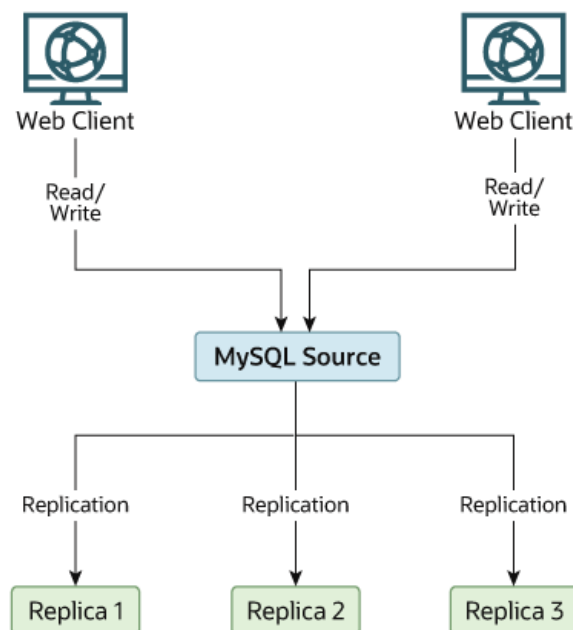 Web Client
Web Client
Read/
Write
Read/
Write
MySQL Source
Replication
Replication
Replication
Replica 1
Replica 2
Replica 3